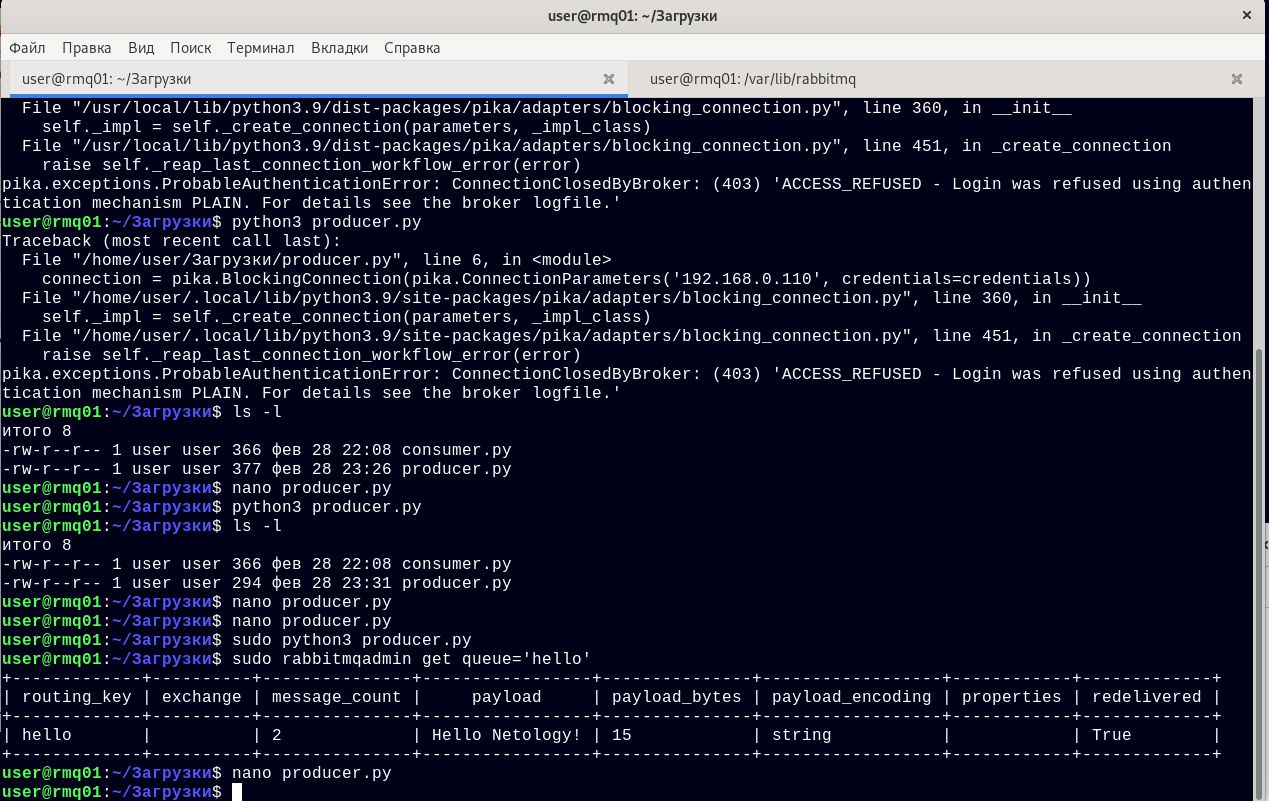 user@rmq01: ~/Загрузки
Файл Правка Вид Поиск Терминал Вкладки Справка
user@rmq01: ~/Загрузки user@rmq01: /var/lib/rabbitmq
  File "/usr/local/lib/python3.9/dist-packages/pika/adapters/blocking_connection.py", line 360, in __init__
    self._impl = self._create_connection(parameters, _impl_class)
  File "/usr/local/lib/python3.9/dist-packages/pika/adapters/blocking_connection.py", line 451, in _create_connection
    raise self._reap_last_connection_workflow_error(error)
pika.exceptions.ProbableAuthenticationError: ConnectionClosedByBroker: (403) 'ACCESS_REFUSED - Login was refused using authen
tication mechanism PLAIN. For details see the broker logfile.'
user@rmq01:~/Загрузки$ python3 producer.py
Traceback (most recent call last):
  File "/home/user/Загрузки/producer.py", line 6, in <module>
    connection = pika.BlockingConnection(pika.ConnectionParameters('192.168.0.110', credentials=credentials))
  File "/home/user/.local/lib/python3.9/site-packages/pika/adapters/blocking_connection.py", line 360, in __init__
    self._impl = self._create_connection(parameters, _impl_class)
  File "/home/user/.local/lib/python3.9/site-packages/pika/adapters/blocking_connection.py", line 451, in _create_connection
    raise self._reap_last_connection_workflow_error(error)
pika.exceptions.ProbableAuthenticationError: ConnectionClosedByBroker: (403) 'ACCESS_REFUSED - Login was refused using authen
tication mechanism PLAIN. For details see the broker logfile.'
user@rmq01:~/Загрузки$ ls -l
итого 8
-rw-r--r-- 1 user user 366 фев 28 22:08 consumer.py
-rw-r--r-- 1 user user 377 фев 28 23:26 producer.py
user@rmq01:~/Загрузки$ nano producer.py
user@rmq01:~/Загрузки$ python3 producer.py
user@rmq01:~/Загрузки$ ls -l
итого 8
-rw-r--r-- 1 user user 366 фев 28 22:08 consumer.py
-rw-r--r-- 1 user user 294 фев 28 23:31 producer.py
user@rmq01:~/Загрузки$ nano producer.py
user@rmq01:~/Загрузки$ nano producer.py
user@rmq01:~/Загрузки$ sudo python3 producer.py
user@rmq01:~/Загрузки$ sudo rabbitmqadmin get queue='hello'
+-------------+----------+---------------+-----------------+---------------+------------------+------------+-------------+
| routing_key | exchange | message_count |     payload     | payload_bytes | payload_encoding | properties | redelivered |
+-------------+----------+---------------+-----------------+---------------+------------------+------------+-------------+
| hello       |          | 2             | Hello Netology! | 15            | string           |            | True        |
+-------------+----------+---------------+-----------------+---------------+------------------+------------+-------------+
user@rmq01:~/Загрузки$ nano producer.py
user@rmq01:~/Загрузки$